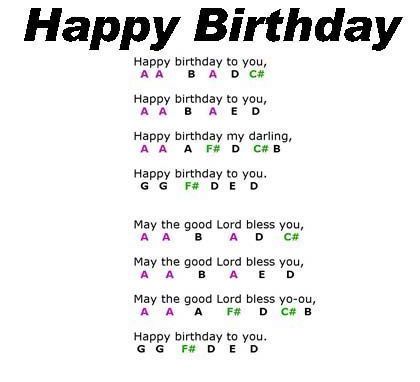 Happy Birthday
Happy birthday to you,
A A B A D C#
Happy birthday to you,
A A B A E D
Happy birthday my darling,
A A A F# D C# B
Happy birthday to you.
G G F# D E D
May the good Lord bless you,
A A B A D C#
May the good Lord bless you,
A A B A E D
May the good Lord bless yo-ou,
A A A F# D C# B
Happy birthday to you.
G G F# D E D